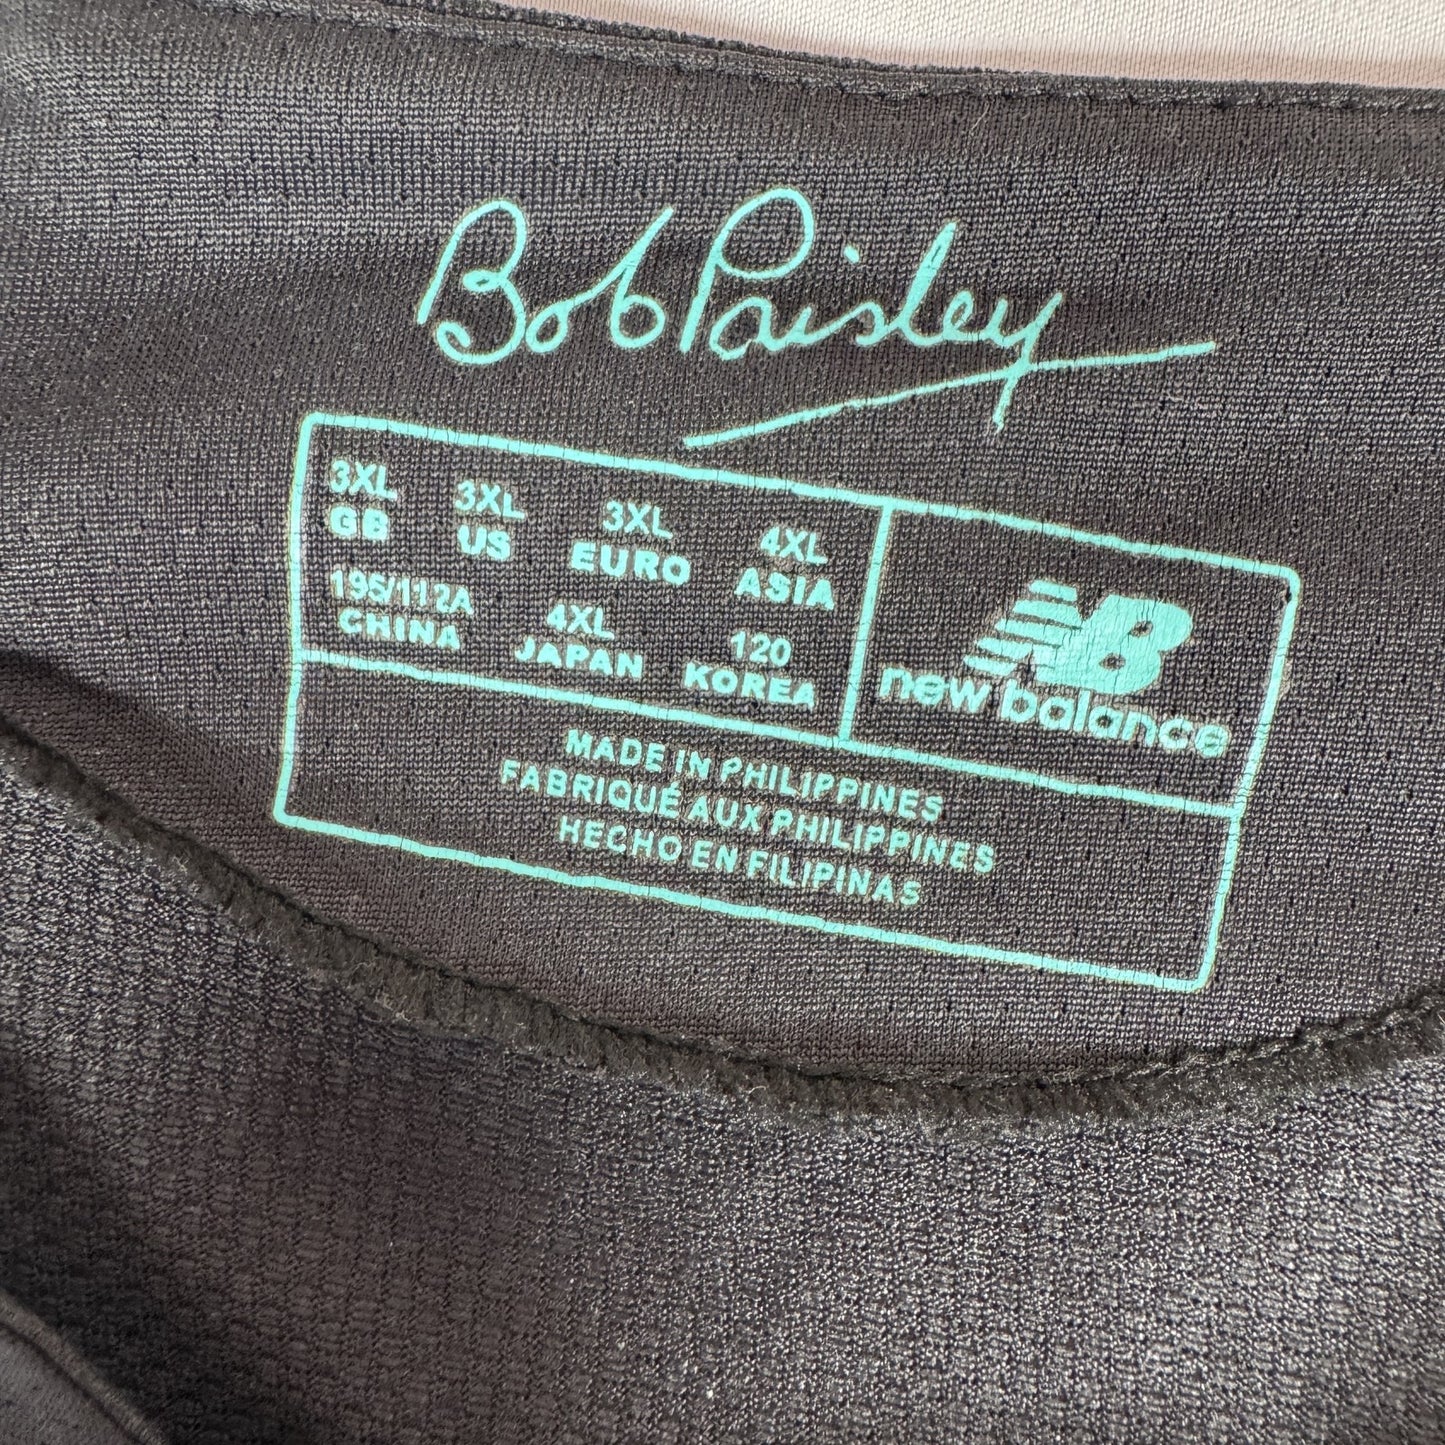 Bob Paisley
3XL 3XL 3XL 4XL
GB US EURO ASIA
195/112A 4XL 120
CHINA JAPAN KOREA
NB
new balance
MADE IN PHILIPPINES
FABRIQUÉ AUX PHILIPPINES
HECHO EN FILIPINAS